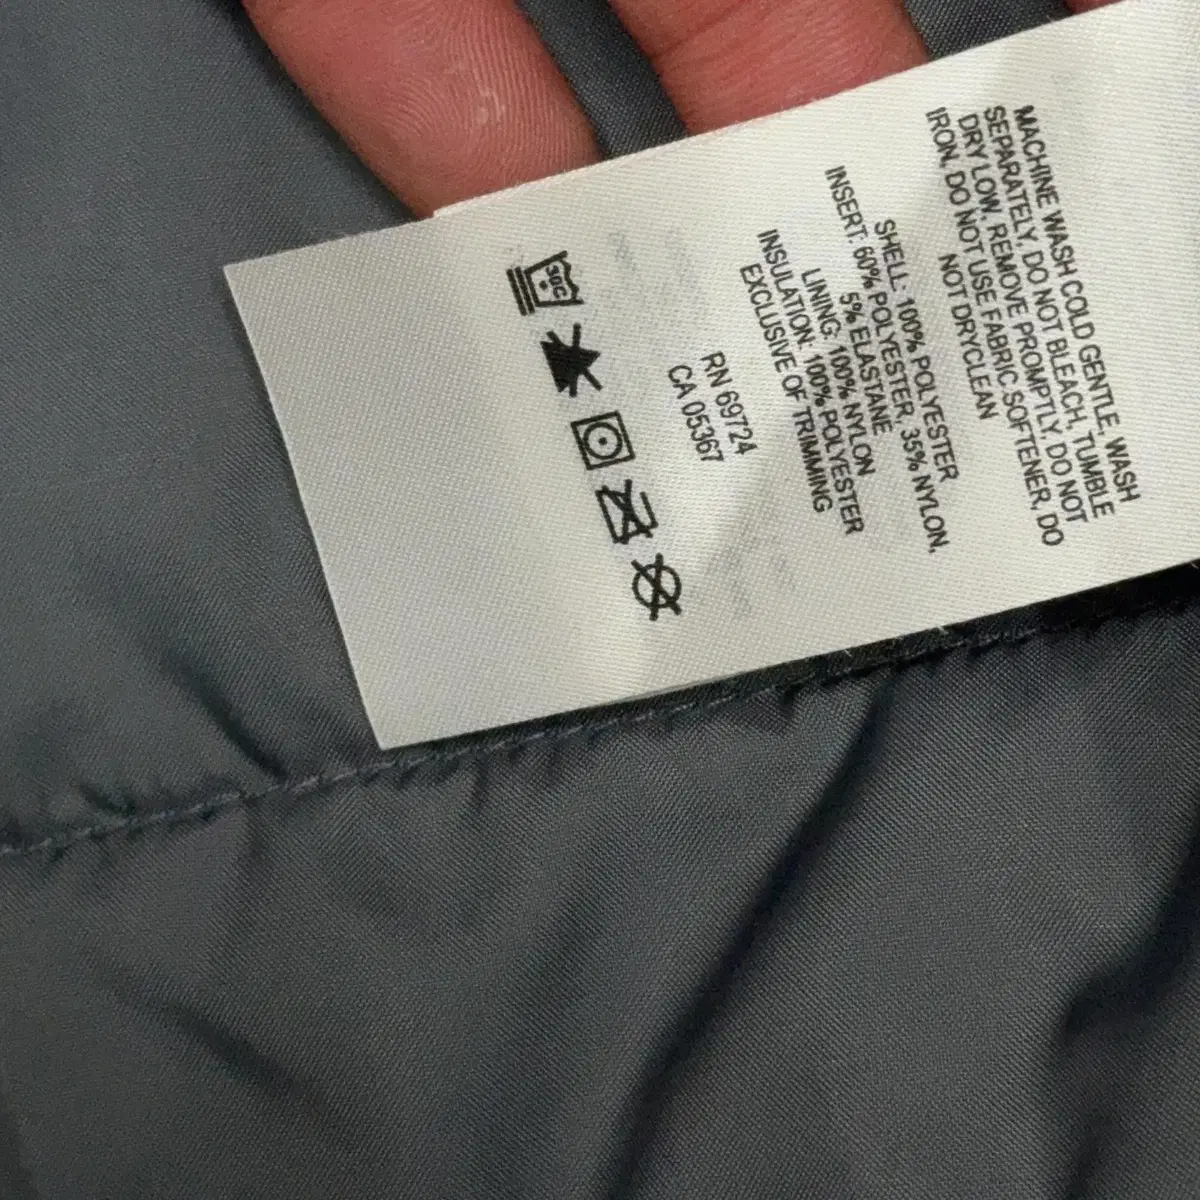 MACHINE WASH COLD GENTLE, WASH
SEPARATELY, DO NOT BLEACH, TUMBLE
DRY LOW, REMOVE PROMPTLY, DO NOT
IRON, DO NOT USE FABRIC SOFTENER, DO
NOT DRYCLEAN
SHELL: 100% POLYESTER
INSERT: 60% POLYESTER, 35% NYLON,
5% ELASTANE
LINING: 100% NYLON
INSULATION: 100% POLYESTER
EXCLUSIVE OF TRIMMING
RN 69724
CA 05367
30C